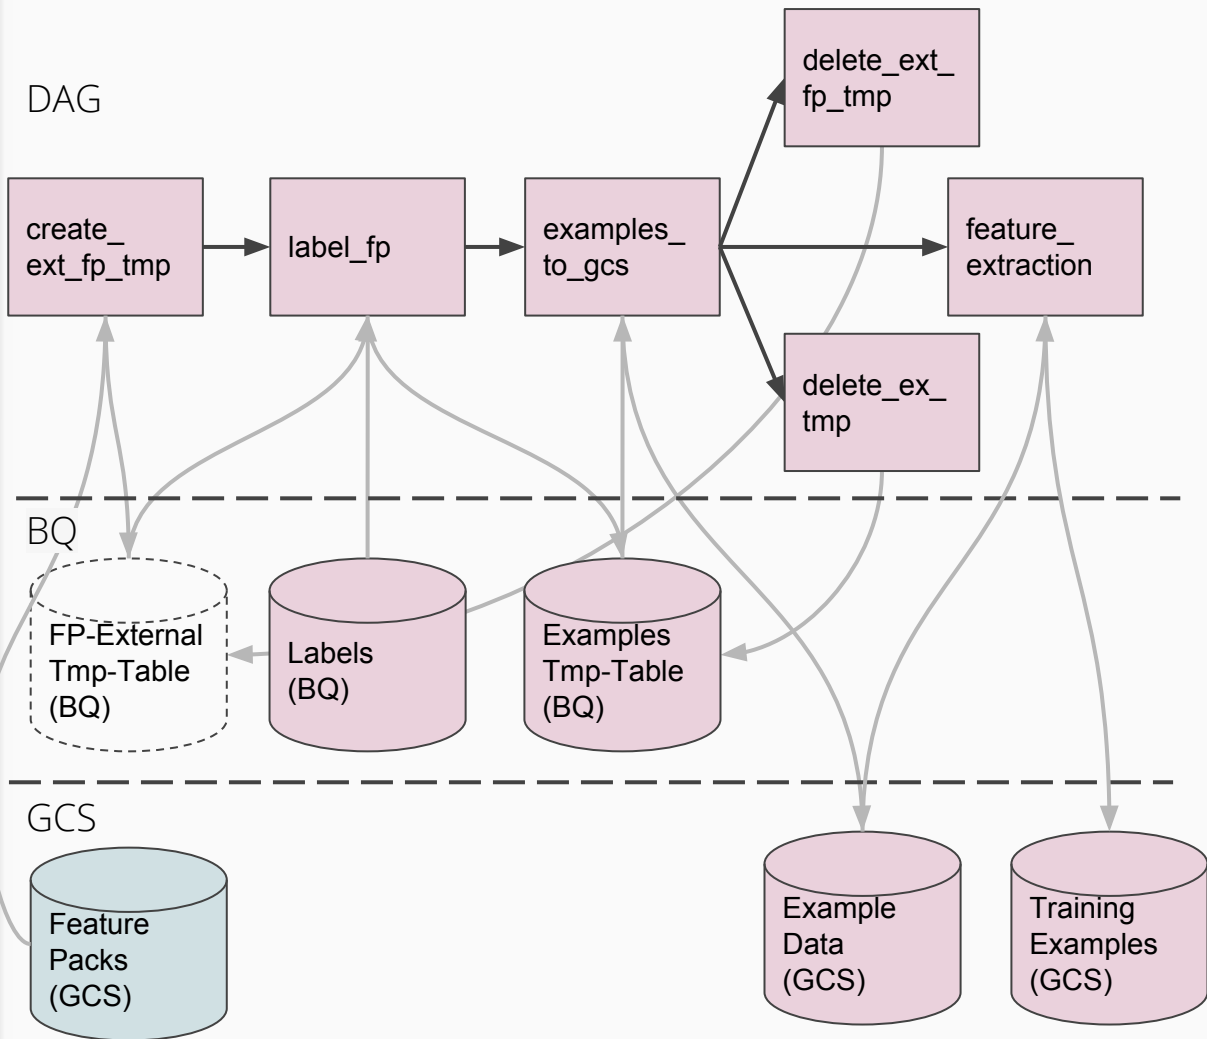 DAG
delete_ext_
fp_tmp
create_
ext_fp_tmp
label_fp
examples_
to_gcs
feature_
extraction
delete_ex_
tmp
BQ
FP-External
Tmp-Table
(BQ)
Labels
(BQ)
Examples
Tmp-Table
(BQ)
GCS
Feature
Packs
(GCS)
Example
Data
(GCS)
Training
Examples
(GCS)